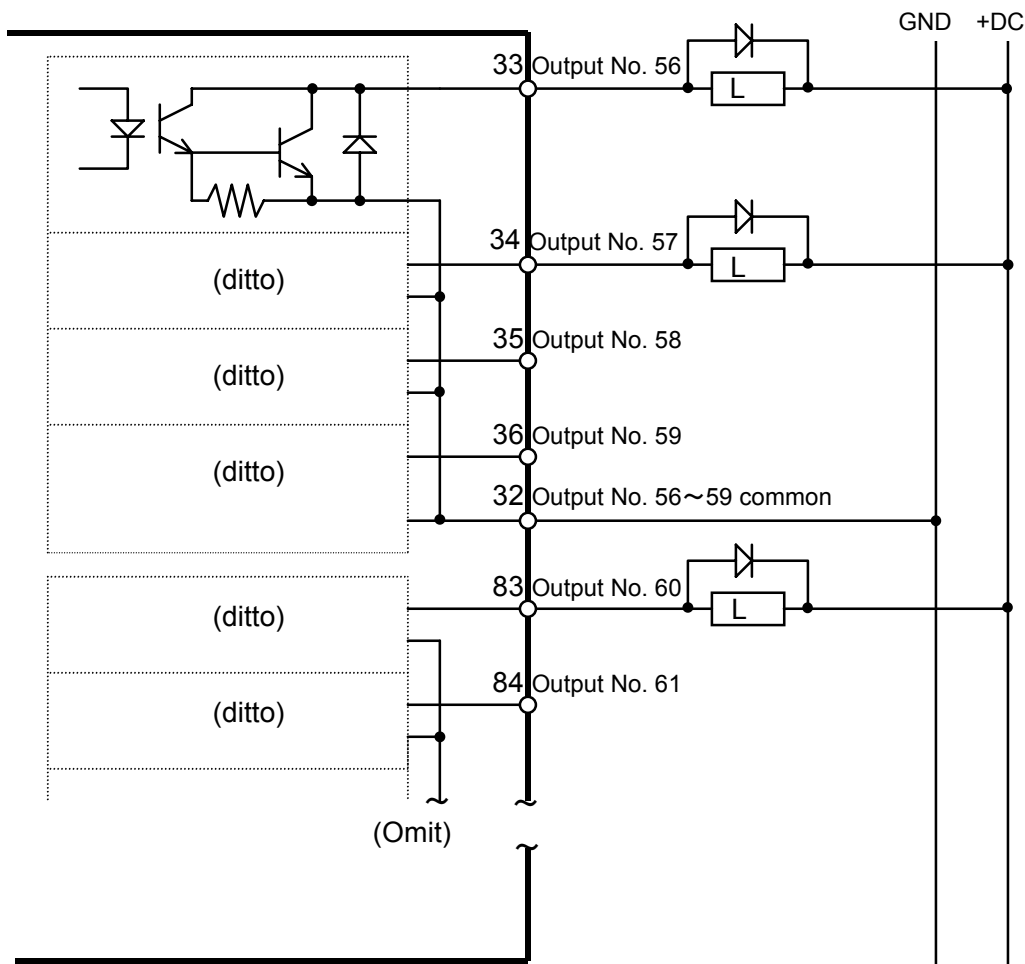 GND +DC
33 Output No. 56
L
34 Output No. 57
L
(ditto)
35 Output No. 58
(ditto)
36 Output No. 59
(ditto)
32 Output No. 56～59 common
83 Output No. 60
L
(ditto)
84 Output No. 61
(ditto)
(Omit)